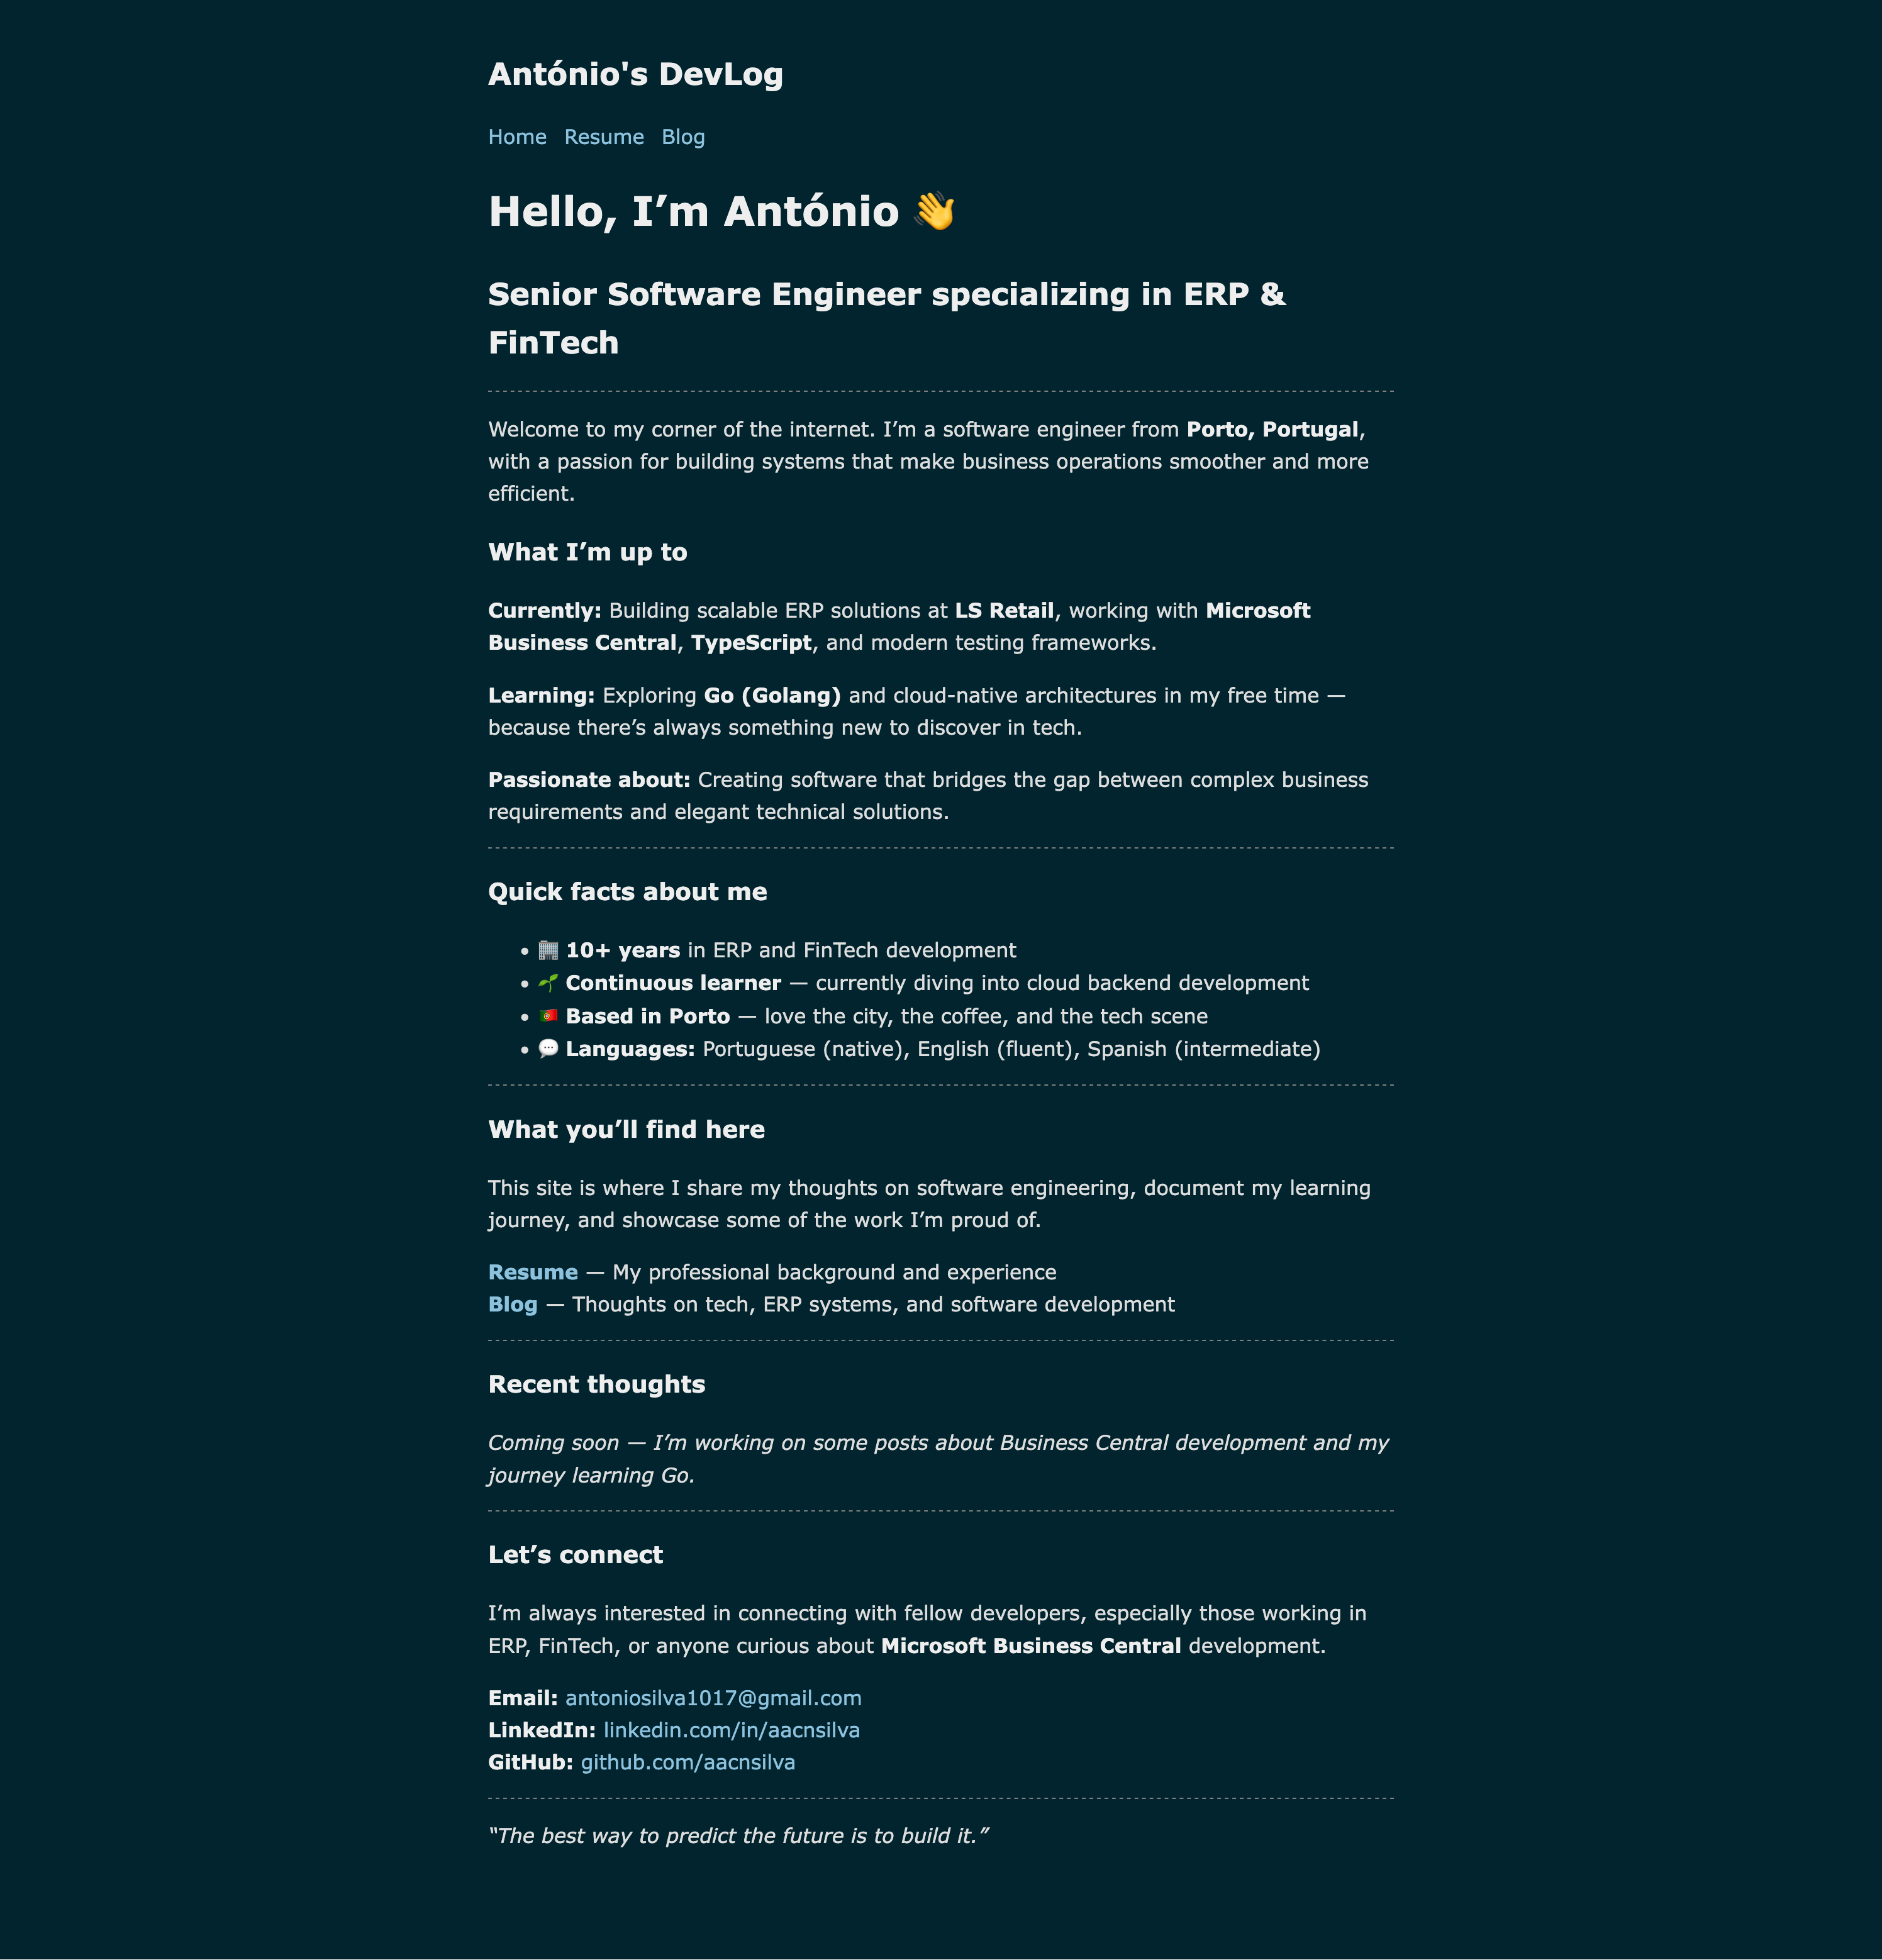 António's DevLog
Home Resume Blog
Hello, I’m António 👋
Senior Software Engineer specializing in ERP &
FinTech
Welcome to my corner of the internet. I’m a software engineer from Porto, Portugal,
with a passion for building systems that make business operations smoother and more
efficient.
What I’m up to
Currently: Building scalable ERP solutions at LS Retail, working with Microsoft
Business Central, TypeScript, and modern testing frameworks.
Learning: Exploring Go (Golang) and cloud-native architectures in my free time —
because there’s always something new to discover in tech.
Passionate about: Creating software that bridges the gap between complex business
requirements and elegant technical solutions.
Quick facts about me
• 🏢 10+ years in ERP and FinTech development
• 🌱 Continuous learner — currently diving into cloud backend development
• 🇵🇹 Based in Porto — love the city, the coffee, and the tech scene
• 💬 Languages: Portuguese (native), English (fluent), Spanish (intermediate)
What you’ll find here
This site is where I share my thoughts on software engineering, document my learning
journey, and showcase some of the work I’m proud of.
Resume — My professional background and experience
Blog — Thoughts on tech, ERP systems, and software development
Recent thoughts
Coming soon — I’m working on some posts about Business Central development and my
journey learning Go.
Let’s connect
I’m always interested in connecting with fellow developers, especially those working in
ERP, FinTech, or anyone curious about Microsoft Business Central development.
Email: antoniosilva1017@gmail.com
LinkedIn: linkedin.com/in/aacnsilva
GitHub: github.com/aacnsilva
“The best way to predict the future is to build it.”